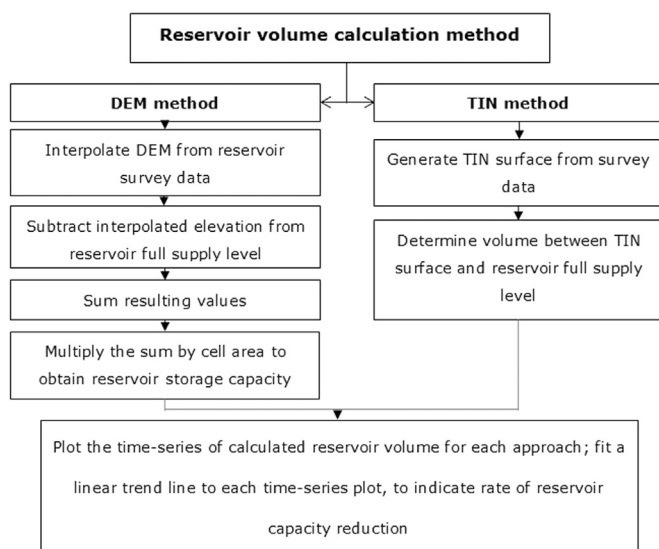 Reservoir volume calculation method
DEM method
Interpolate DEM from reservoir
survey data
Subtract interpolated elevation from
reservoir full supply level
Sum resulting values
Multiply the sum by cell area to
obtain reservoir storage capacity
TIN method
Generate TIN surface from survey
data
Determine volume between TIN
surface and reservoir full supply
level
Plot the time-series of calculated reservoir volume for each approach; fit a
linear trend line to each time-series plot, to indicate rate of reservoir
capacity reduction